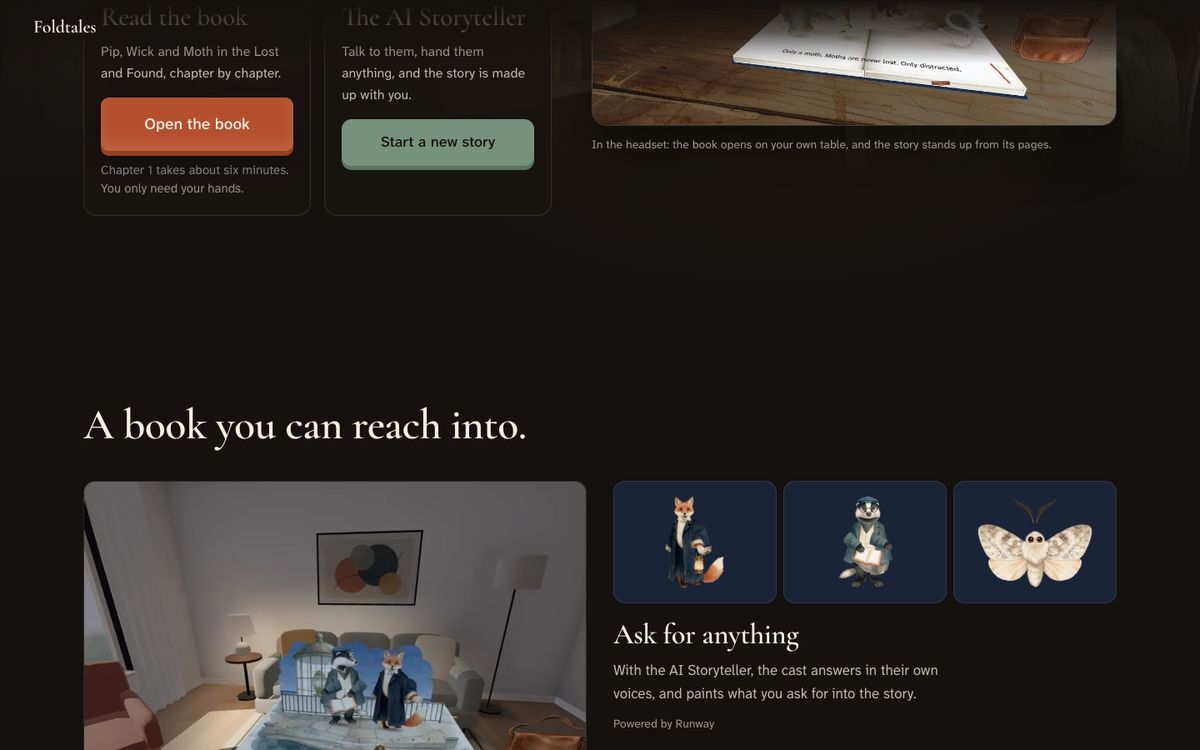 Foldtales
Read the book
Pip, Wick and Moth in the Lost
and Found, chapter by chapter.
Open the book
Chapter 1 takes about six minutes.
You only need your hands.
The AI Storyteller
Talk to them, hand them
anything, and the story is made
up with you.
Start a new story
Only a moth. Moths are never lost. Only distracted.
In the headset: the book opens on your own table, and the story stands up from its pages.
A book you can reach into.
Ask for anything
With the AI Storyteller, the cast answers in their own
voices, and paints what you ask for into the story.
Powered by Runway